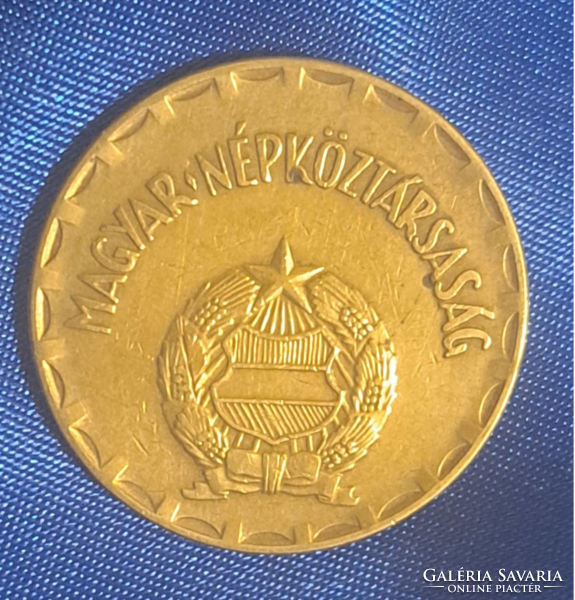 MAGYAR·NÉPKÖZTÁRSASÁG
GALÉRIA SAVARIA
ONLINE PIACTÉR